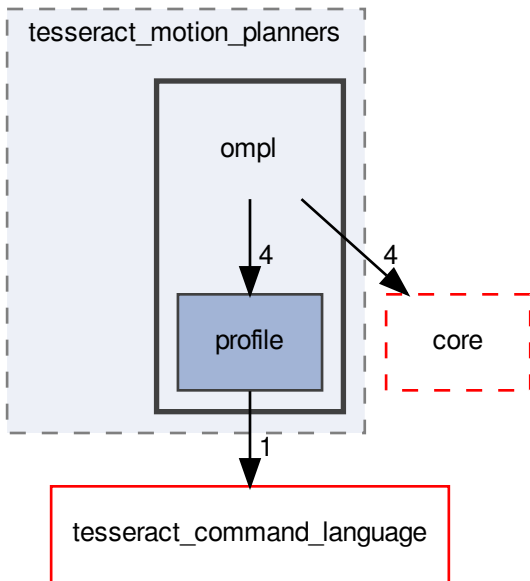 tesseract_motion_planners
ompl
4
4
profile
core
1
tesseract_command_language